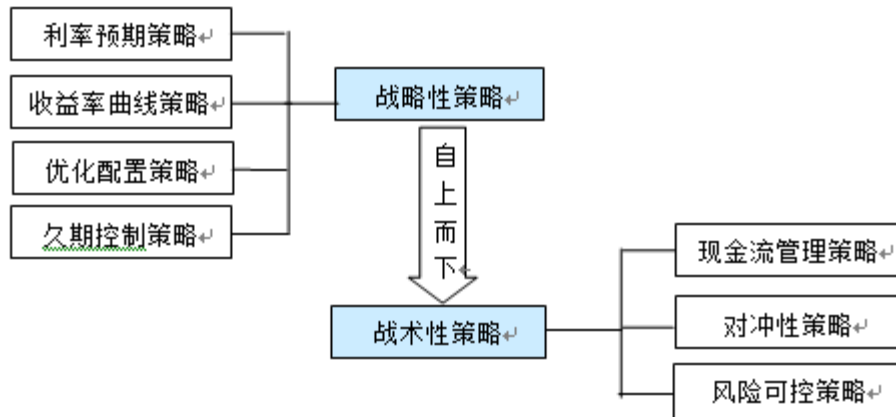 利率预期策略
收益率曲线策略
优化配置策略
久期控制策略
战略性策略
自上而下
战术性策略
现金流管理策略
对冲性策略
风险可控策略